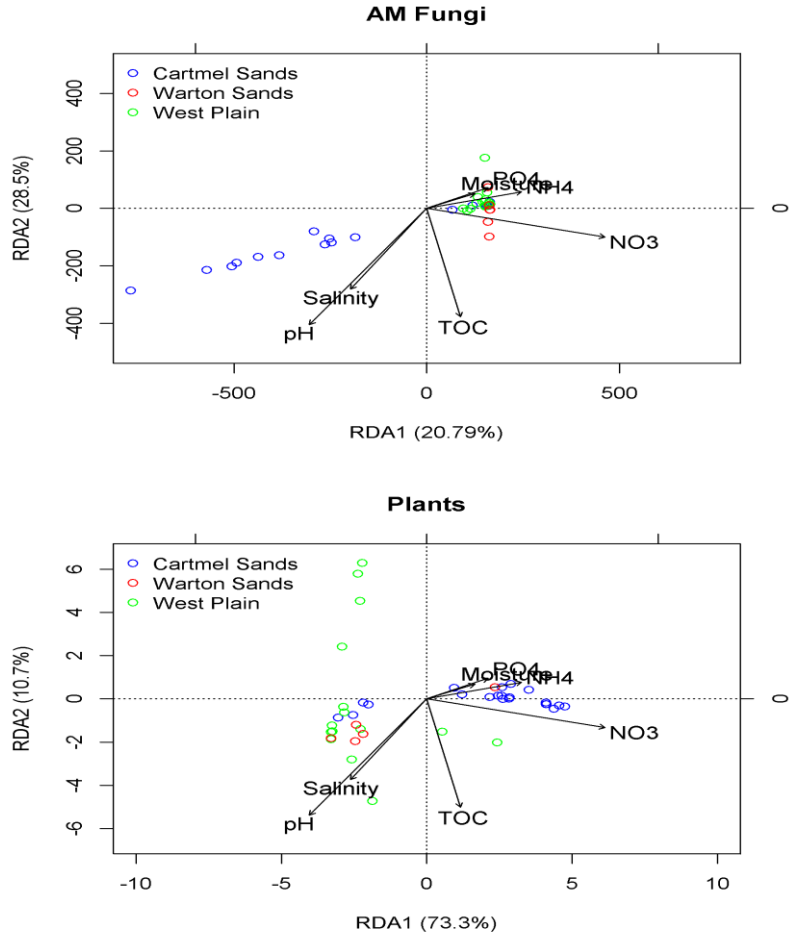 AM Fungi
Cartmel Sands
Warton Sands
West Plain
400
200
0
-200
-400
RDA2 (28.5%)
PO4
Moisture
NH4
NO3
Salinity
pH
TOC
0
-500
0
500
RDA1 (20.79%)
Plants
Cartmel Sands
Warton Sands
West Plain
6
4
2
0
-2
-4
-6
RDA2 (10.7%)
PO4
Moisture
NH4
NO3
Salinity
pH
TOC
0
-10
-5
0
5
10
RDA1 (73.3%)